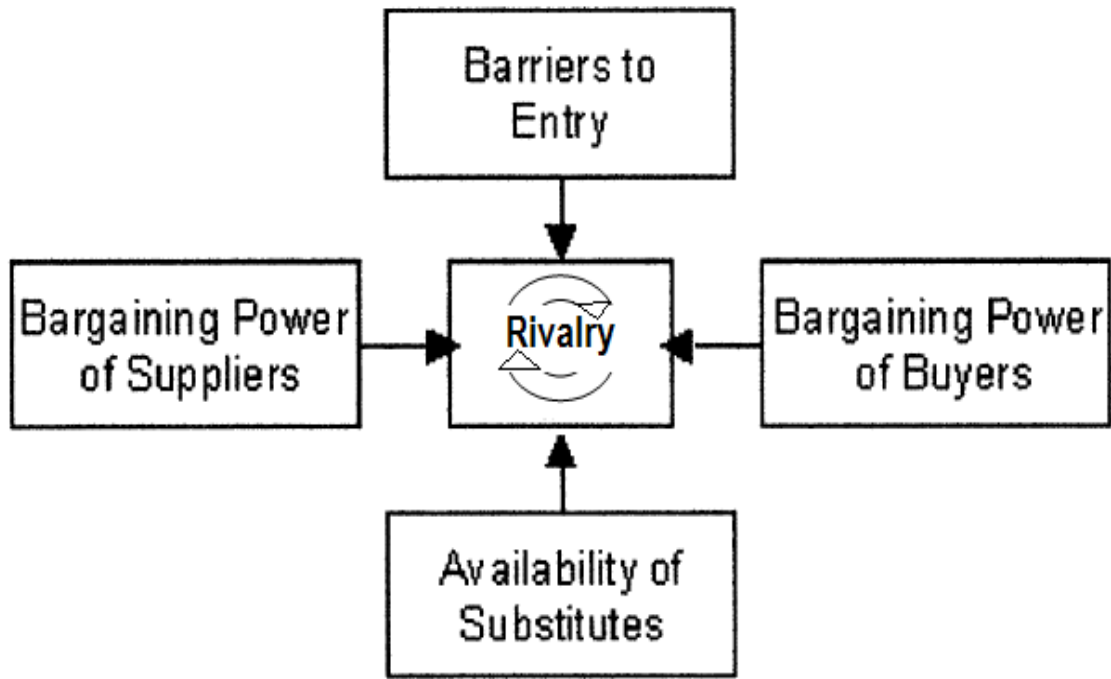 Barriers to
Entry
Bargaining Power
of Suppliers
Rivalry
Bargaining Power
of Buyers
Availability of
Substitutes